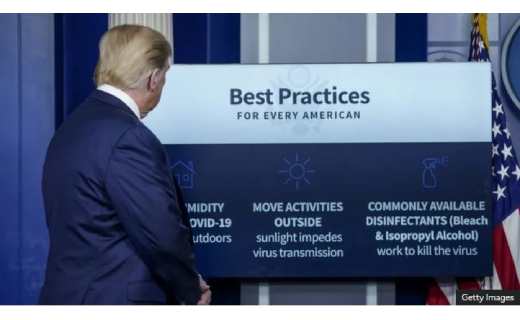 Best Practices
FOR EVERY AMERICAN
MIDITY
OVID-19
utdoors
MOVE ACTIVITIES
OUTSIDE
sunlight impedes
virus transmission
COMMONLY AVAILABLE
DISINFECTANTS (Bleach
& Isopropyl Alcohol)
work to kill the virus
Getty Images